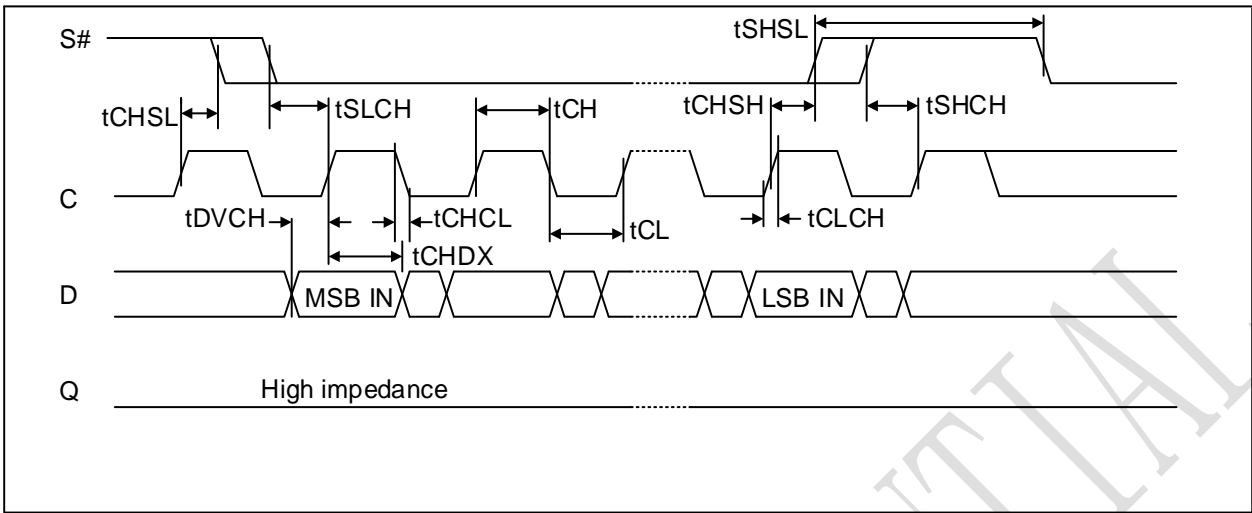 tSHSL
S#
tCHSL
tSLCH
tCH
tCHSH
tSHCH
C
tDVCH
tCHCL
tCL
tCLCH
tCHDX
D
MSB IN
LSB IN
Q
High impedance